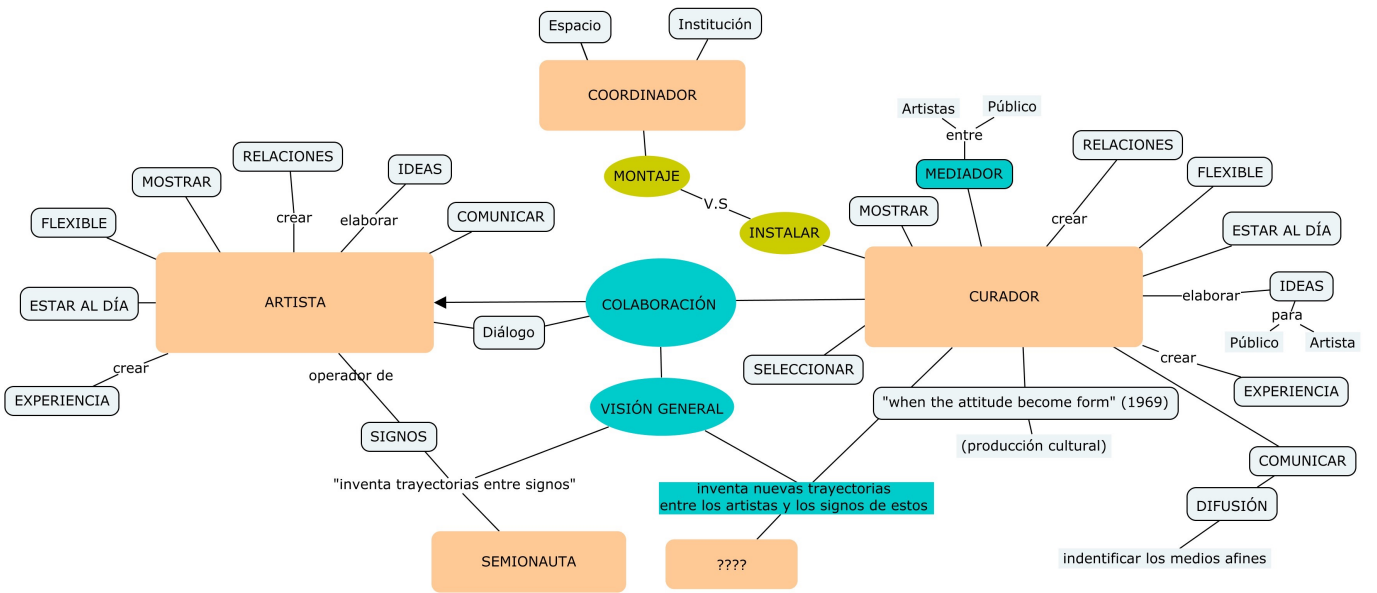 Espacio
Institución
COORDINADOR
MONTAJE
V.S
INSTALAR
RELACIONES
crear
IDEAS
elaborar
MOSTRAR
COMUNICAR
FLEXIBLE
ESTAR AL DÍA
ARTISTA
crear
EXPERIENCIA
operador de
SIGNOS
"inventa trayectorias entre signos"
SEMIONAUTA
COLABORACIÓN
Diálogo
VISIÓN GENERAL
Artistas
Público
entre
MEDIADOR
MOSTRAR
RELACIONES
crear
FLEXIBLE
ESTAR AL DÍA
CURADOR
elaborar
IDEAS
para
Público
Artista
crear
EXPERIENCIA
SELECCIONAR
"when the attitude become form" (1969)
(producción cultural)
COMUNICAR
DIFUSIÓN
indentificar los medios afines
inventa nuevas trayectorias
entre los artistas y los signos de estos
????